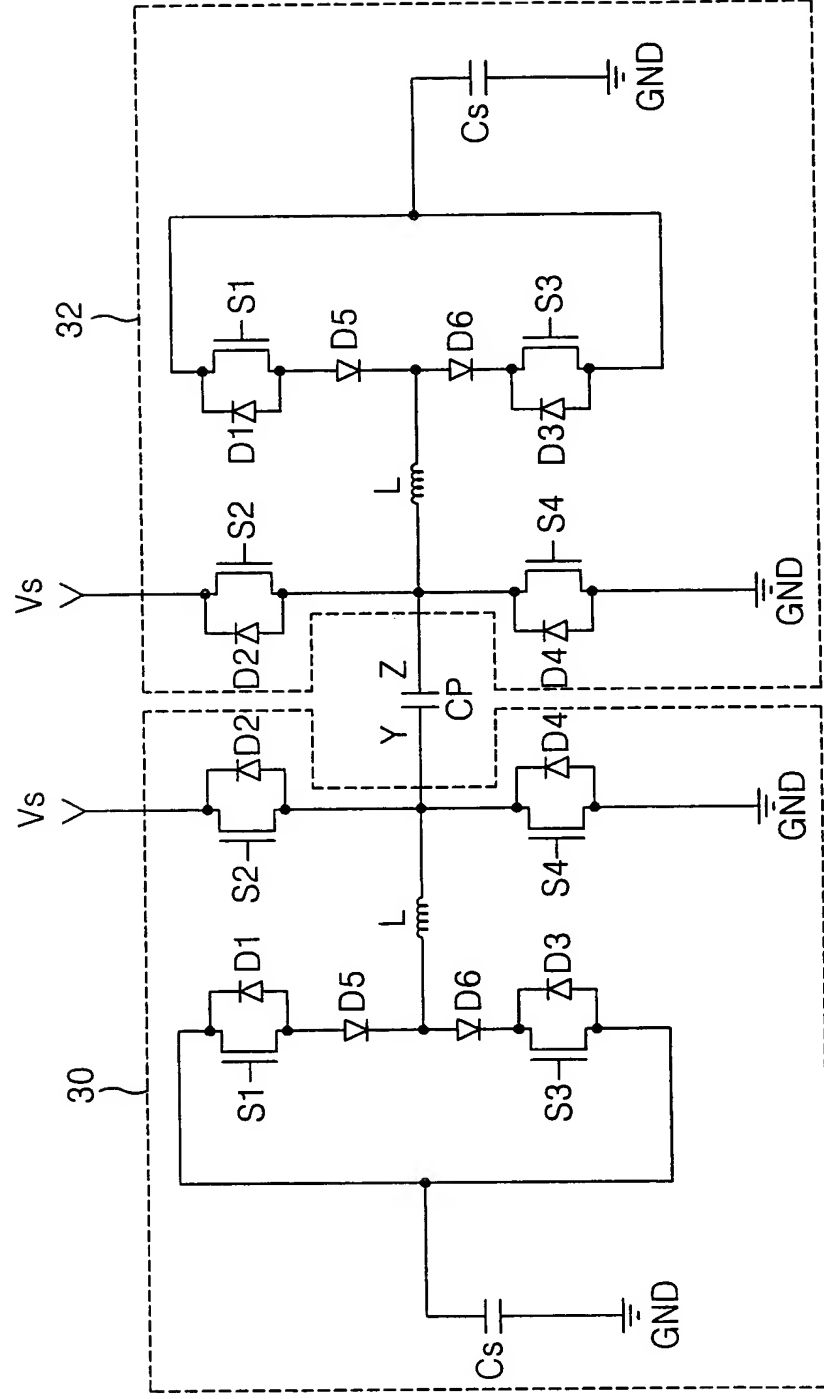 Vs
Vs
30
32
S1
D1
S2
D2
D2
S2
D1
S1
D5
D5
L
Y
Z
L
D6
CP
D6
Cs
Cs
S3
D3
S4
D4
D4
S4
D3
S3
GND
GND
GND
GND